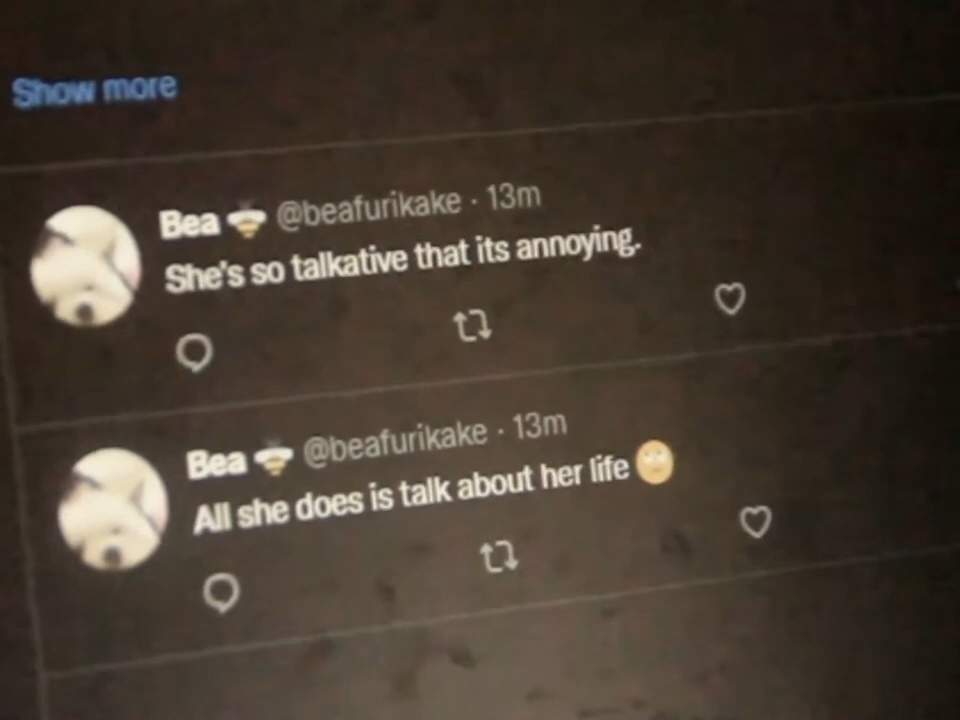 Show more
Bea 🐝 @beafurikake · 13m
She's so talkative that its annoying.
Bea 🐝 @beafurikake · 13m
All she does is talk about her life 🙄